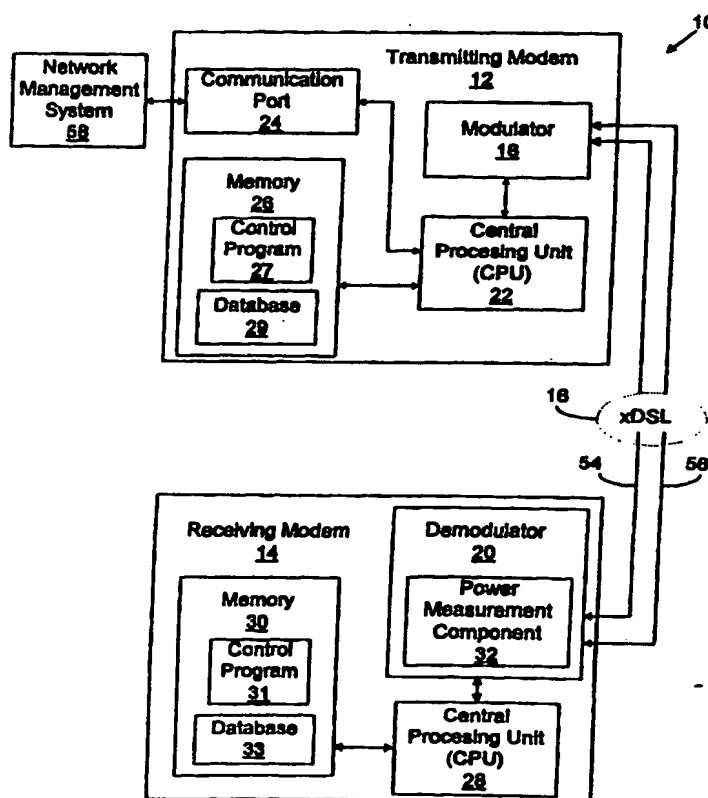 10
Transmitting Modem
12
Network
Management
System
58
Communication
Port
24
Modulator
18
Memory
26
Control
Program
27
Database
29
Central
Procesing Unit
(CPU)
22
16
xDSL
54
56
Receiving Modem
14
Demodulator
20
Power
Measurement
Component
32
Memory
30
Control
Program
31
Database
33
Central
Procesing Unit
(CPU)
28